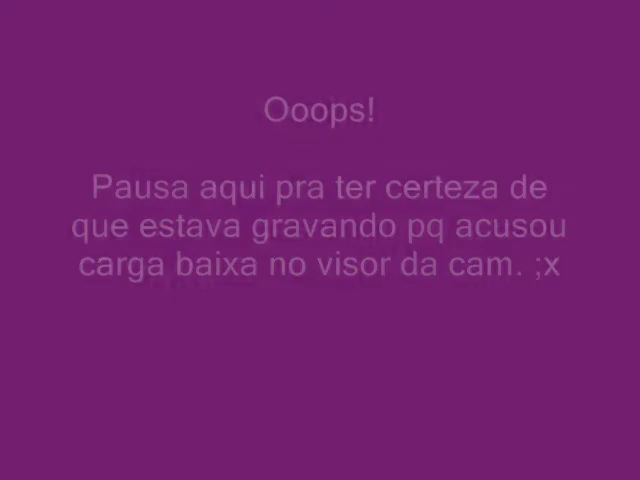 Ooops!
Pausa aqui pra ter certeza de
que estava gravando pq acusou
carga baixa no visor da cam. ;x